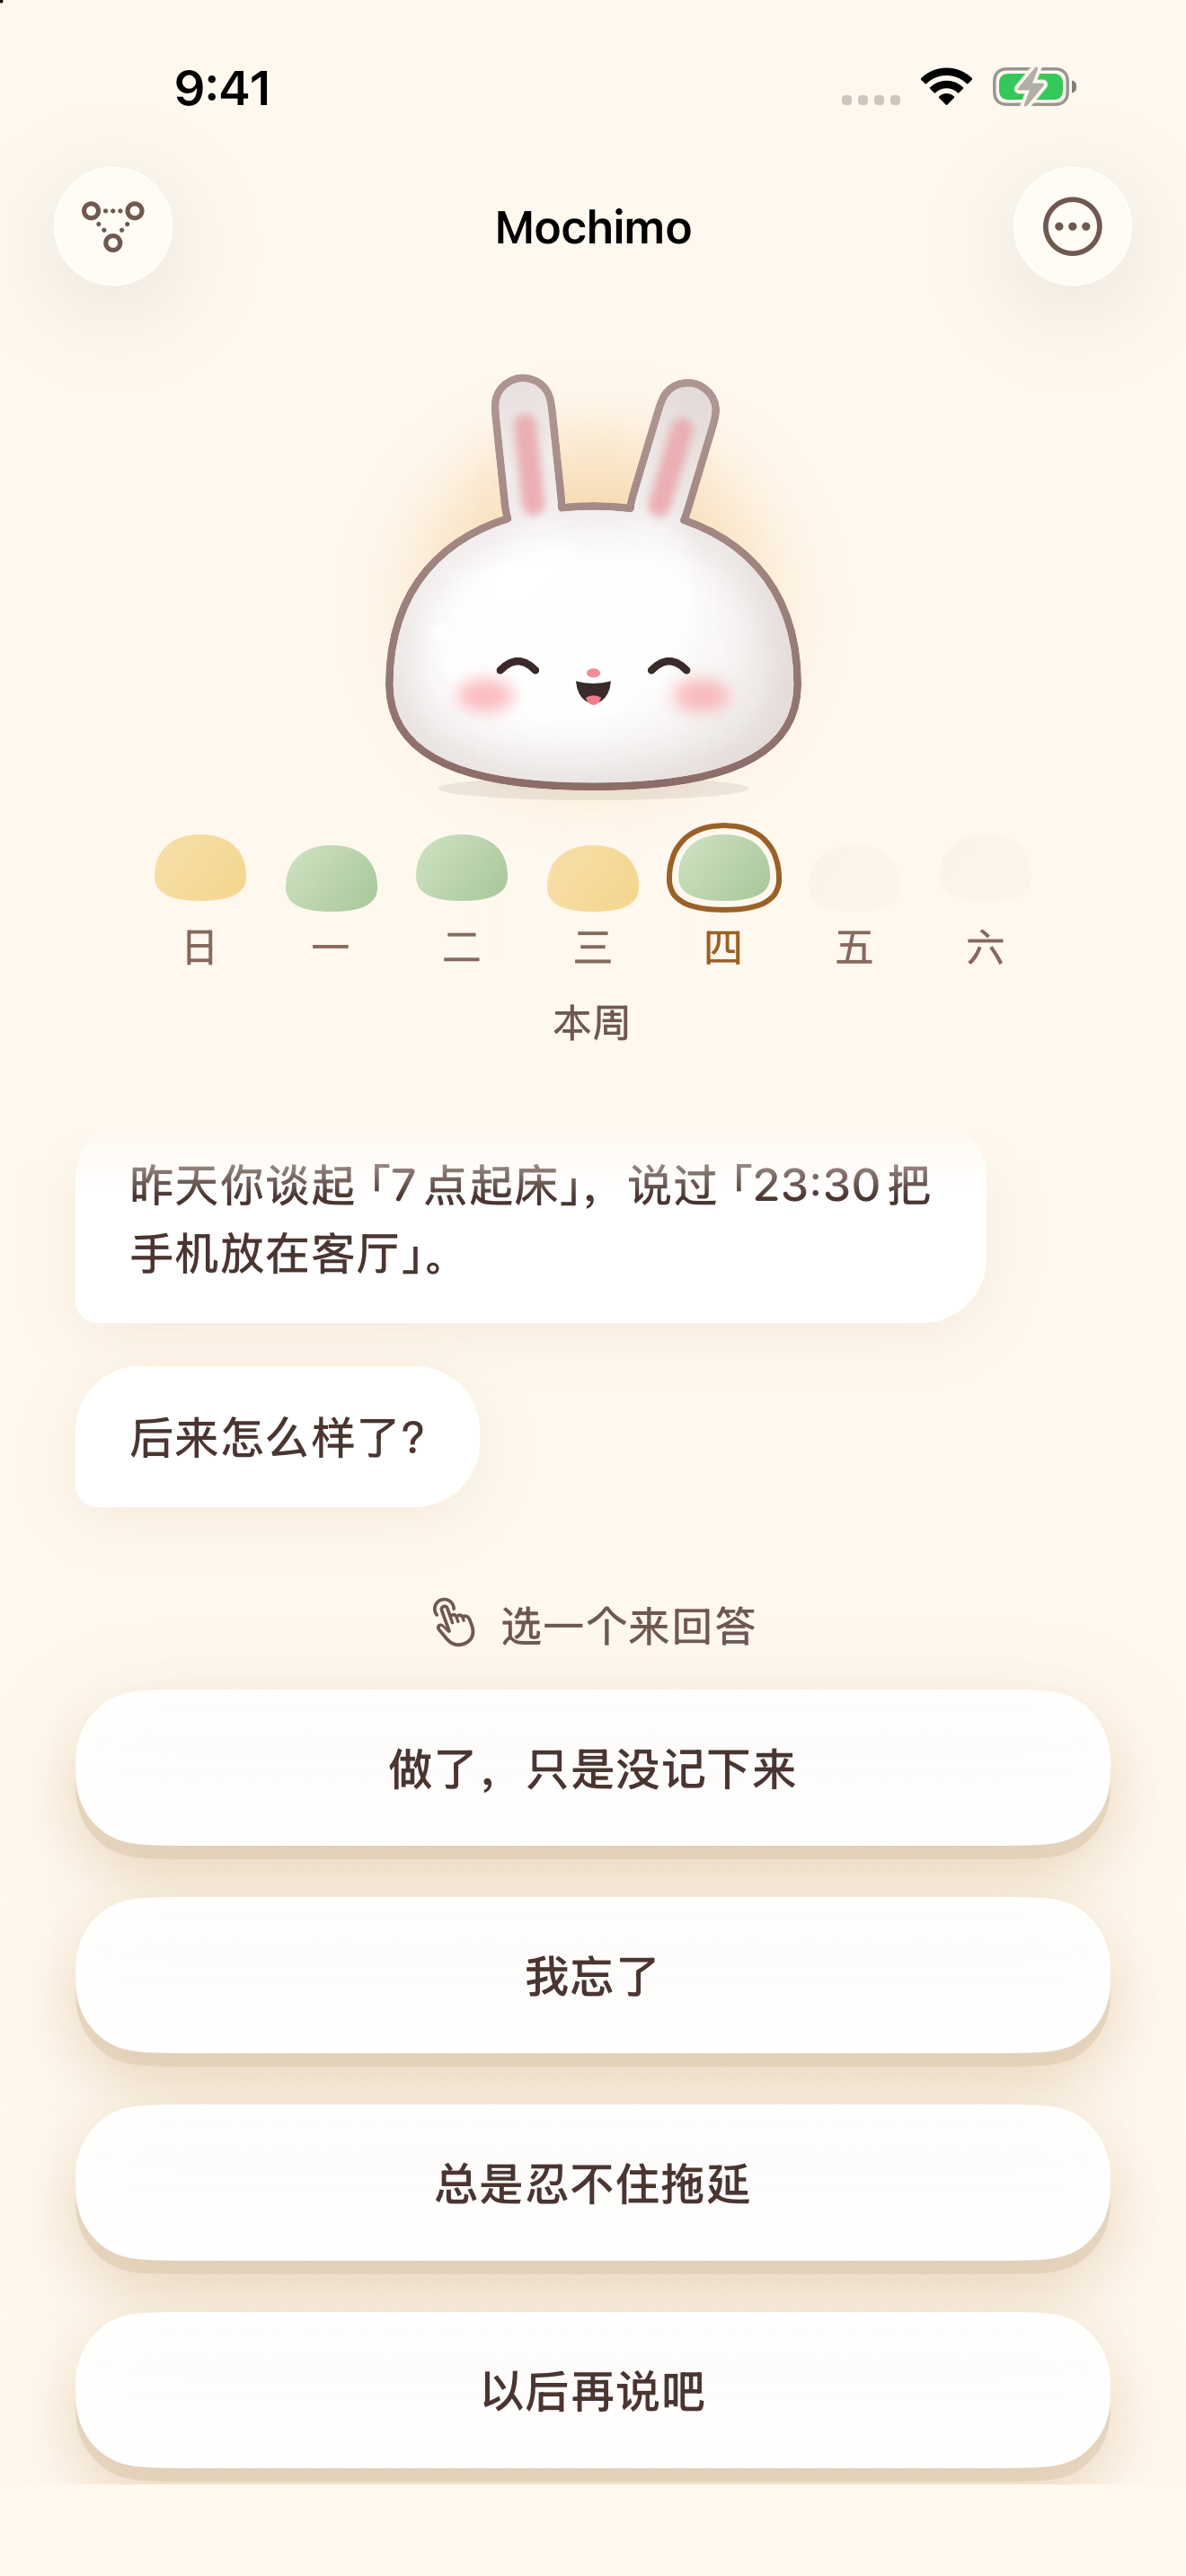 9:41
Mochimo
日 一 二 三 四 五 六
本周
昨天你谈起「7点起床」，说过「23:30把
手机放在客厅」。
后来怎么样了?
选一个来回答
做了，只是没记下来
我忘了
总是忍不住拖延
以后再说吧